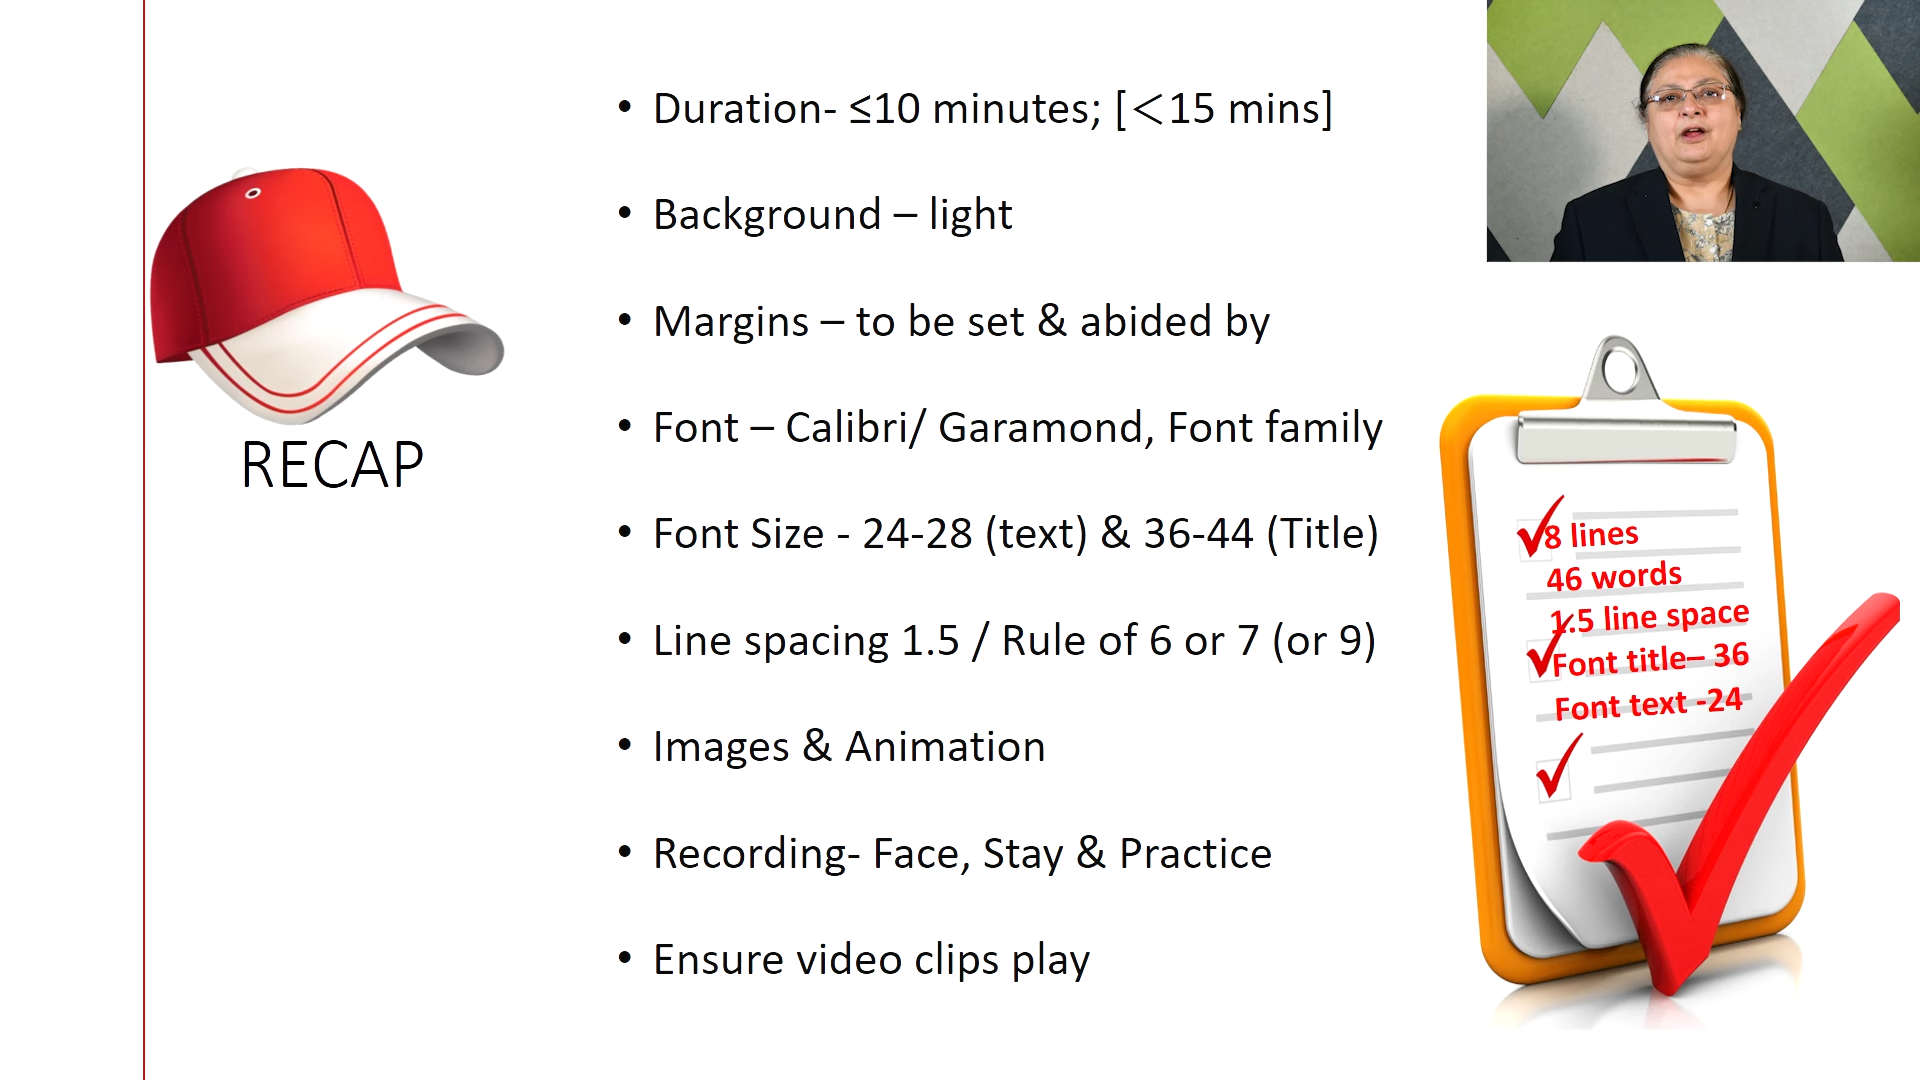 RECAP
• Duration- ≤10 minutes; [<15 mins]
• Background – light
• Margins – to be set & abided by
• Font – Calibri/ Garamond, Font family
• Font Size - 24-28 (text) & 36-44 (Title)
• Line spacing 1.5 / Rule of 6 or 7 (or 9)
• Images & Animation
• Recording- Face, Stay & Practice
• Ensure video clips play
8 lines
46 words
1.5 line space
Font title– 36
Font text -24